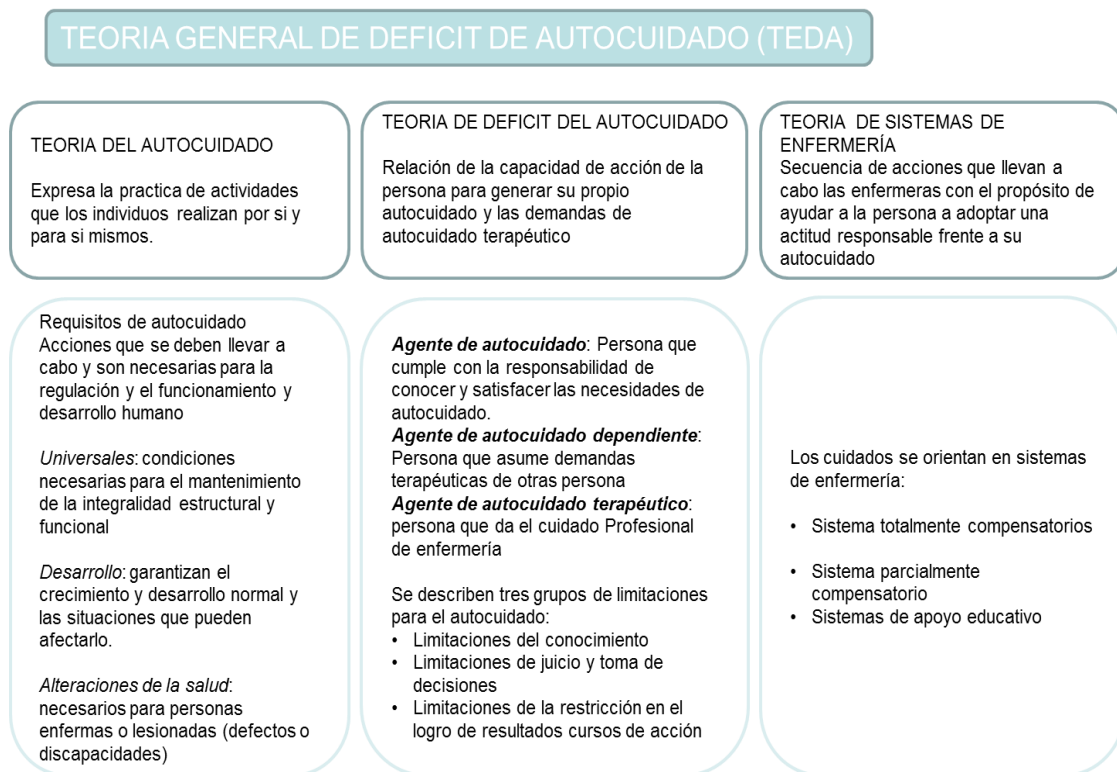 TEORIA GENERAL DE DEFICIT DE AUTOCUIDADO (TEDA)
TEORIA DEL AUTOCUIDADO
Expresa la practica de actividades
que los individuos realizan por si y
para si mismos.
TEORIA DE DEFICIT DEL AUTOCUIDADO
Relación de la capacidad de acción de la
persona para generar su propio
autocuidado y las demandas de
autocuidado terapéutico
TEORIA DE SISTEMAS DE
ENFERMERÍA
Secuencia de acciones que llevan a
cabo las enfermeras con el propósito de
ayudar a la persona a adoptar una
actitud responsable frente a su
autocuidado
Requisitos de autocuidado
Acciones que se deben llevar a
cabo y son necesarias para la
regulación y el funcionamiento y
desarrollo humano
Universales: condiciones
necesarias para el mantenimiento
de la integralidad estructural y
funcional
Desarrollo: garantizan el
crecimiento y desarrollo normal y
las situaciones que pueden
afectarlo.
Alteraciones de la salud:
necesarios para personas
enfermas o lesionadas (defectos o
discapacidades)
Agente de autocuidado: Persona que
cumple con la responsabilidad de
conocer y satisfacer las necesidades de
autocuidado.
Agente de autocuidado dependiente:
Persona que asume demandas
terapéuticas de otras persona
Agente de autocuidado terapéutico:
persona que da el cuidado Profesional
de enfermería
Se describen tres grupos de limitaciones
para el autocuidado:
• Limitaciones del conocimiento
• Limitaciones de juicio y toma de
decisiones
• Limitaciones de la restricción en el
logro de resultados cursos de acción
Los cuidados se orientan en sistemas
de enfermería:
• Sistema totalmente compensatorios
• Sistema parcialmente
compensatorio
• Sistemas de apoyo educativo